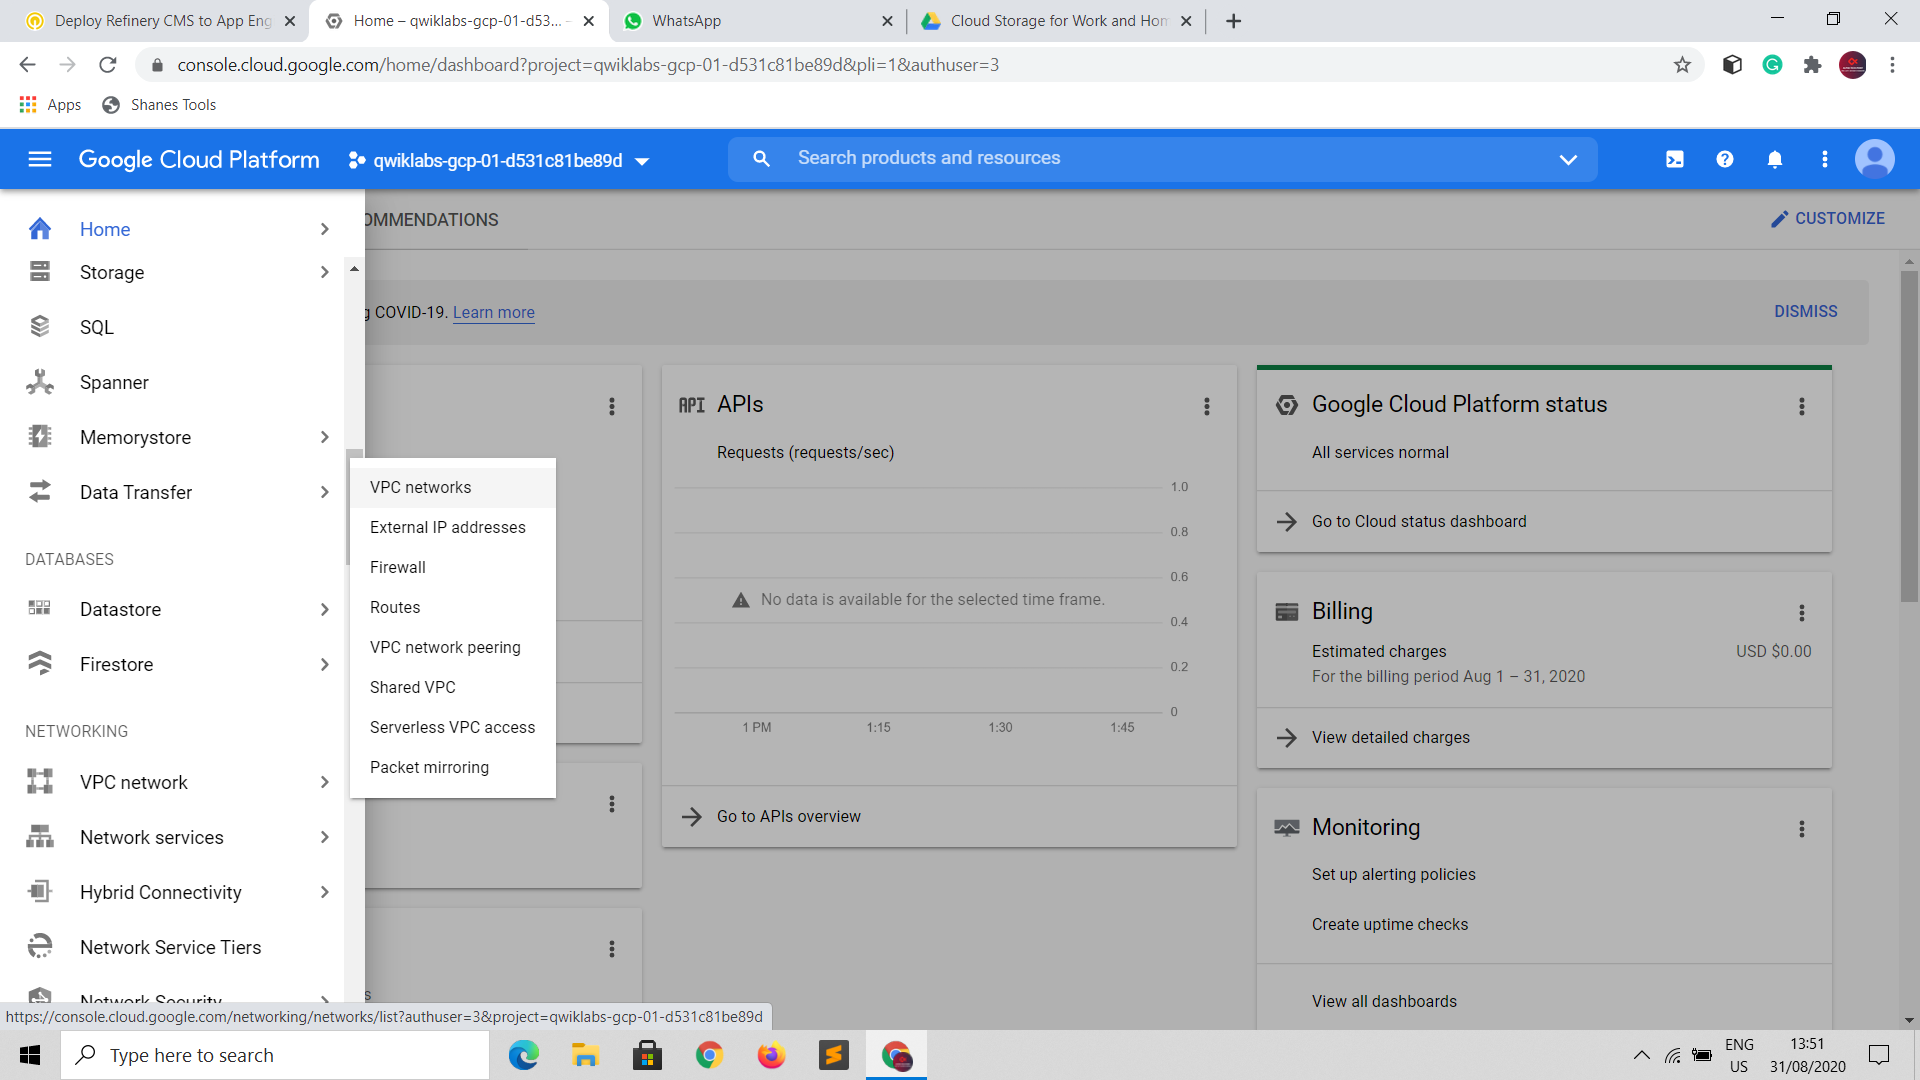 Deploy Refinery CMS to App Eng
Home – qwiklabs-gcp-01-d53... –
WhatsApp
Cloud Storage for Work and Hom
console.cloud.google.com/home/dashboard?project=qwiklabs-gcp-01-d531c81be89d&pli=1&authuser=3
Apps
Shanes Tools
Google Cloud Platform
qwiklabs-gcp-01-d531c81be89d
Search products and resources
OMMENDATIONS
CUSTOMIZE
g COVID-19. Learn more
DISMISS
Home
Storage
SQL
Spanner
Memorystore
Data Transfer
DATABASES
Datastore
Firestore
NETWORKING
VPC network
Network services
Hybrid Connectivity
Network Service Tiers
Network Security
VPC networks
External IP addresses
Firewall
Routes
VPC network peering
Shared VPC
Serverless VPC access
Packet mirroring
s
API APIs
Requests (requests/sec)
1.0
0.8
0.6
No data is available for the selected time frame.
0.4
0.2
0
1 PM 1:15 1:30 1:45
Go to APIs overview
Google Cloud Platform status
All services normal
Go to Cloud status dashboard
Billing
Estimated charges USD $0.00
For the billing period Aug 1 – 31, 2020
View detailed charges
Monitoring
Set up alerting policies
Create uptime checks
View all dashboards
https://console.cloud.google.com/networking/networks/list?authuser=3&project=qwiklabs-gcp-01-d531c81be89d
Type here to search
ENG
US
13:51
31/08/2020